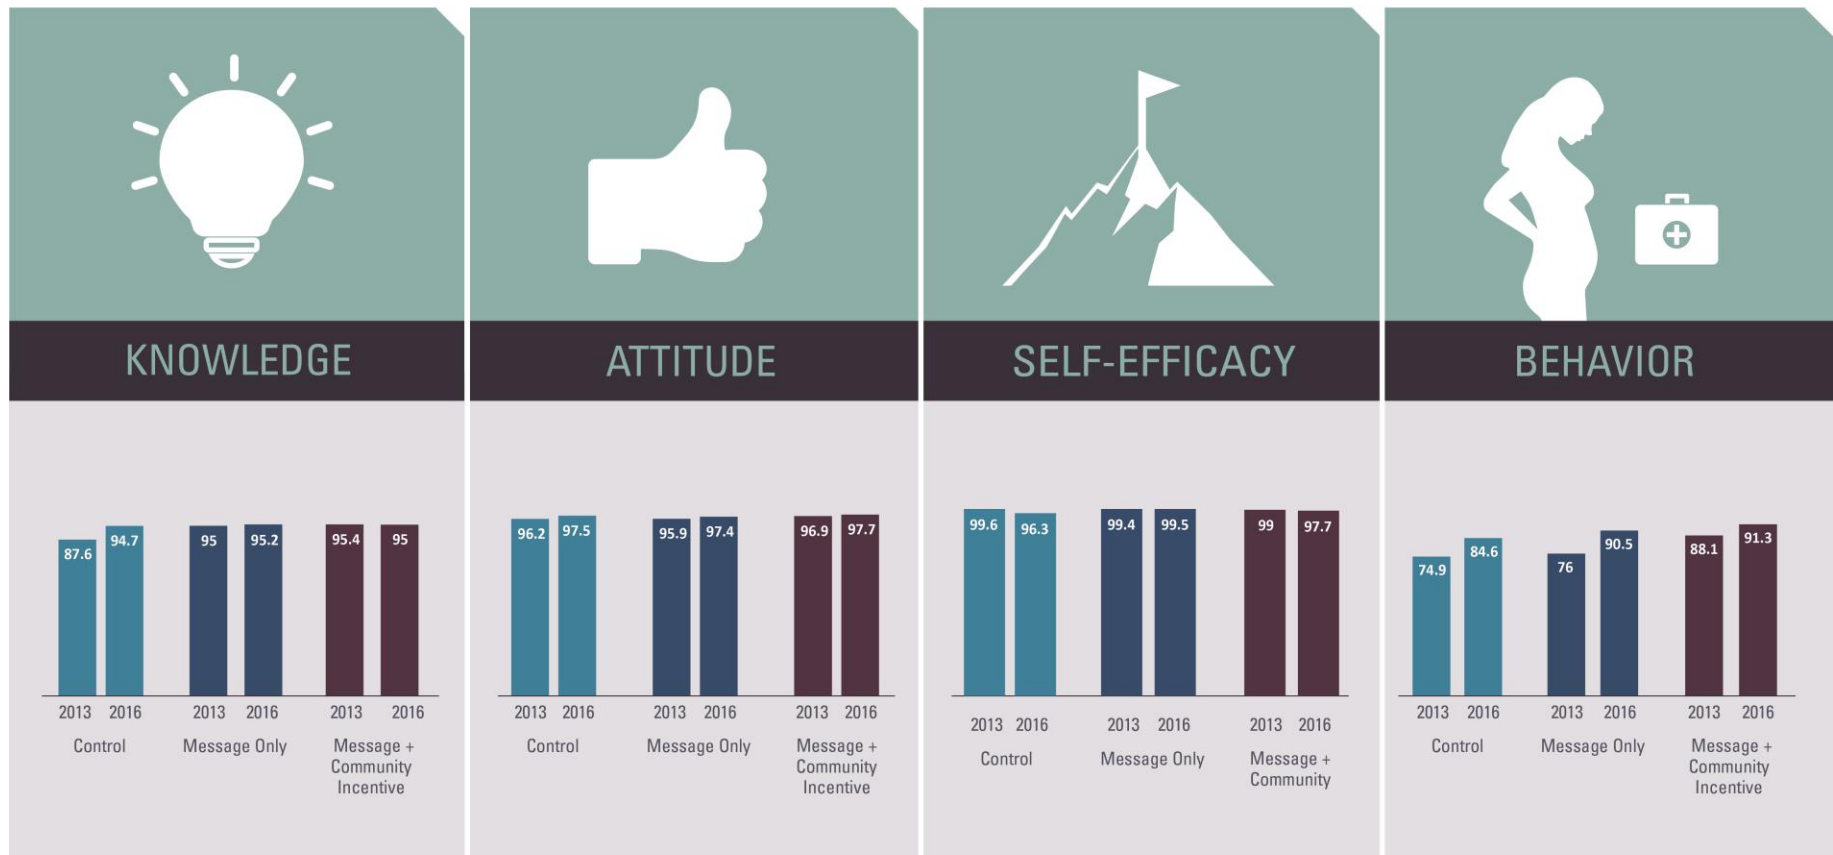 KNOWLEDGE
87.6 94.7 95 95.2 95.4 95
2013 2016 2013 2016 2013 2016
Control Message Only Message +
Community
Incentive
ATTITUDE
96.2 97.5 95.9 97.4 96.9 97.7
2013 2016 2013 2016 2013 2016
Control Message Only Message +
Community
Incentive
SELF-EFFICACY
99.6 96.3 99.4 99.5 99 97.7
2013 2016 2013 2016 2013 2016
Control Message Only Message +
Community
BEHAVIOR
74.9 84.6 76 90.5 88.1 91.3
2013 2016 2013 2016 2013 2016
Control Message Only Message +
Community
Incentive